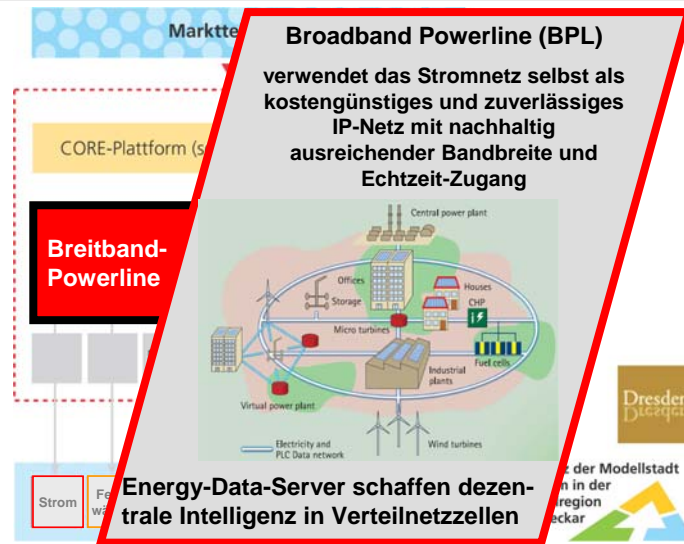 Marktte
Broadband Powerline (BPL)
verwendet das Stromnetz selbst als
kostengünstiges und zuverlässiges
IP-Netz mit nachhaltig
ausreichender Bandbreite und
Echtzeit-Zugang
CORE-Plattform (s
Breitband-
Powerline
Central power plant
Offices
Houses
Storage
CHP
Micro turbines
Industrial
plants
Fuel cells
Virtual power plant
Electricity and
PLC Data network
Wind turbines
Energy-Data-Server schaffen dezen-
trale Intelligenz in Verteilnetzzellen
Strom
Fe
wä
Dresden
z der Modellstadt
n in der
region
eckar